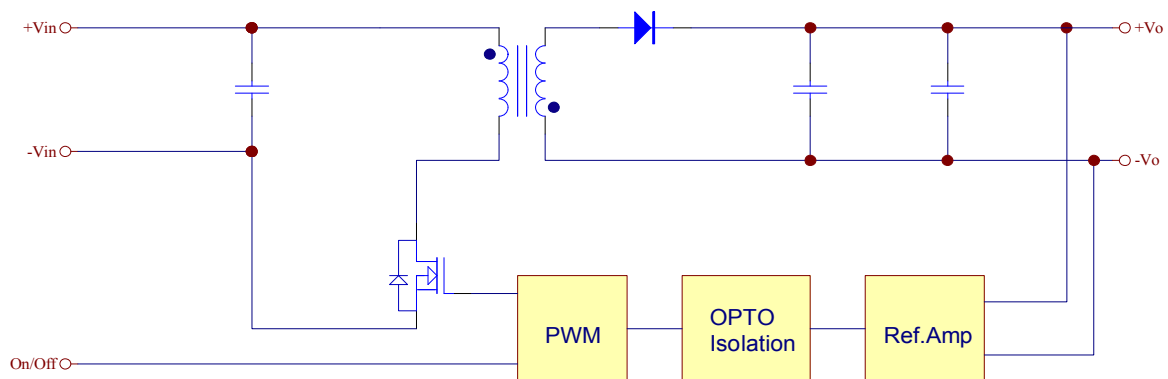 +Vin
+Vo
-Vin
-Vo
PWM
OPTO
Isolation
Ref.Amp
On/Off